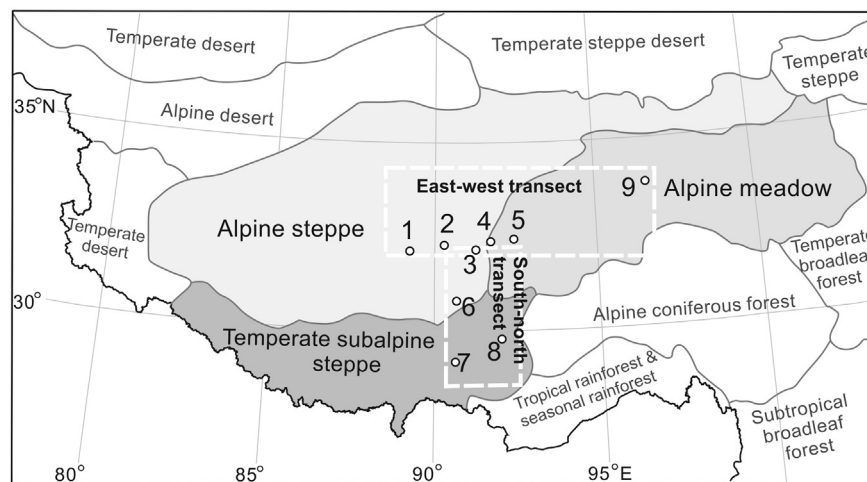 Temperate desert
Temperate steppe desert
Temperate
steppe
35°N
Alpine desert
East-west transect
9
Alpine meadow
Alpine steppe
1
2
4
5
3
Temperate
desert
Temperate
broadleaf
forest
South-north
transect
30°
6
Alpine coniferous forest
Temperate subalpine
steppe
7
8
Tropical rainforest &
seasonal rainforest
Subtropical
broadleaf
forest
80°
85°
90°
95°E